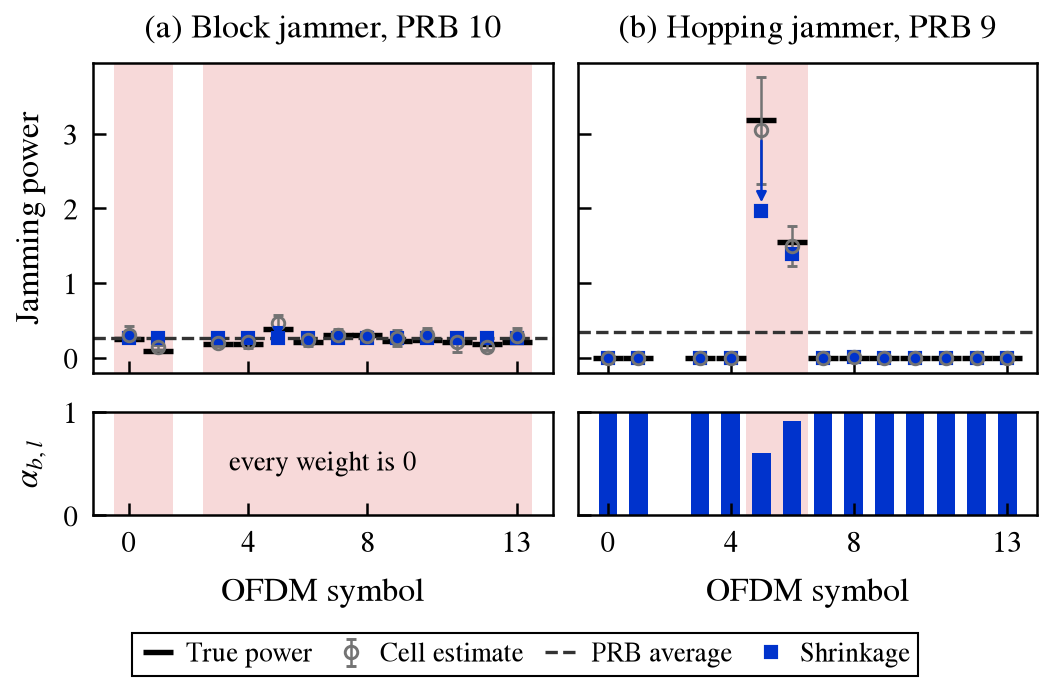 (a) Block jammer, PRB 10
(b) Hopping jammer, PRB 9
Jamming power
3
2
1
0
α_{b, l}
1
0
every weight is 0
0 4 8 13
0 4 8 13
OFDM symbol
OFDM symbol
True power
Cell estimate
PRB average
Shrinkage